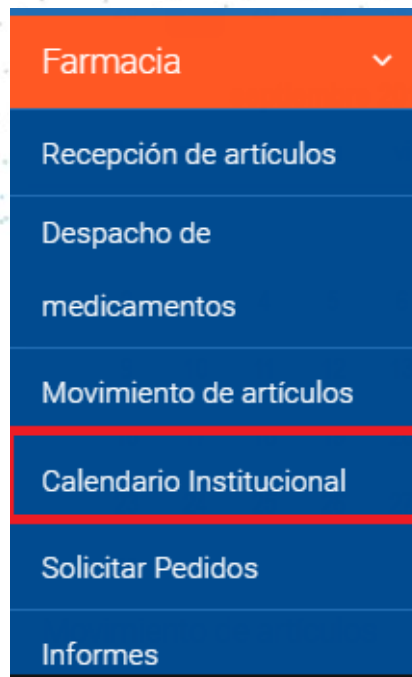 Farmacia
Recepción de artículos
Despacho de
medicamentos
Movimiento de artículos
Calendario Institucional
Solicitar Pedidos
Informes